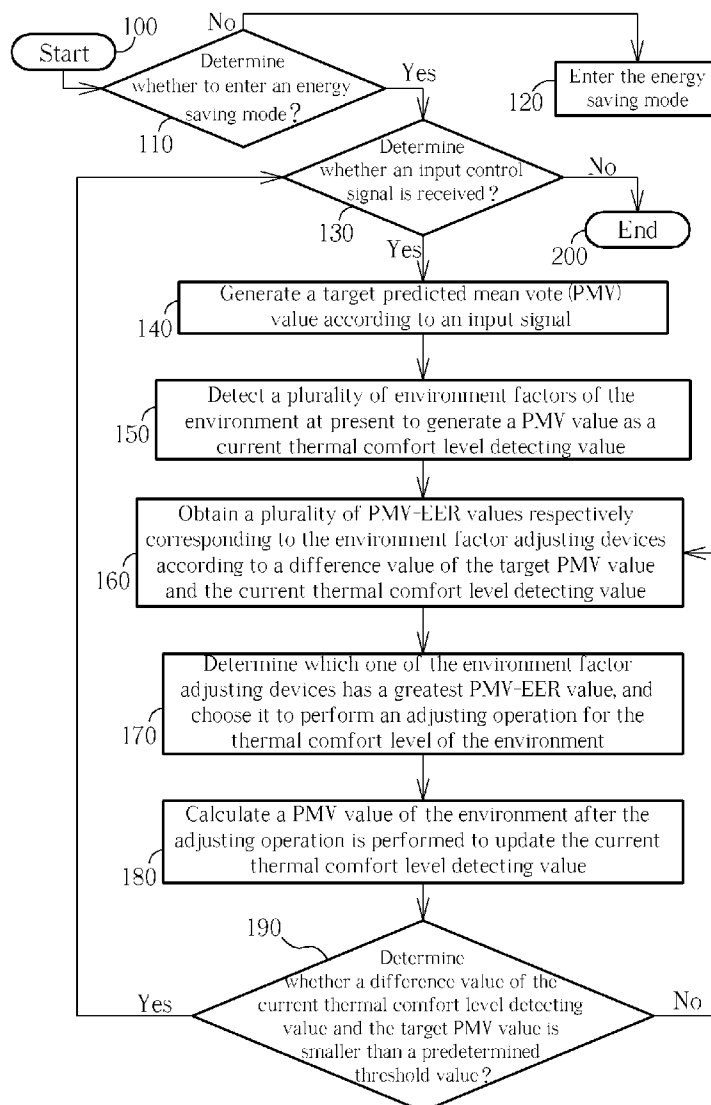 100
Start
No
Determine
whether to enter an energy
saving mode?
110
Yes
Enter the energy
saving mode
120
Determine
whether an input control
signal is received?
130
No
End
200
Yes
Generate a target predicted mean vote (PMV)
value according to an input signal
140
Detect a plurality of environment factors of the
environment at present to generate a PMV value as a
current thermal comfort level detecting value
150
Obtain a plurality of PMV-EER values respectively
corresponding to the environment factor adjusting devices
according to a difference value of the target PMV value
and the current thermal comfort level detecting value
160
Determine which one of the environment factor
adjusting devices has a greatest PMV-EER value, and
choose it to perform an adjusting operation for the
thermal comfort level of the environment
170
Calculate a PMV value of the environment after the
adjusting operation is performed to update the current
thermal comfort level detecting value
180
190
Determine
whether a difference value of the
current thermal comfort level detecting
value and the target PMV value is
smaller than a predetermined
threshold value?
Yes
No